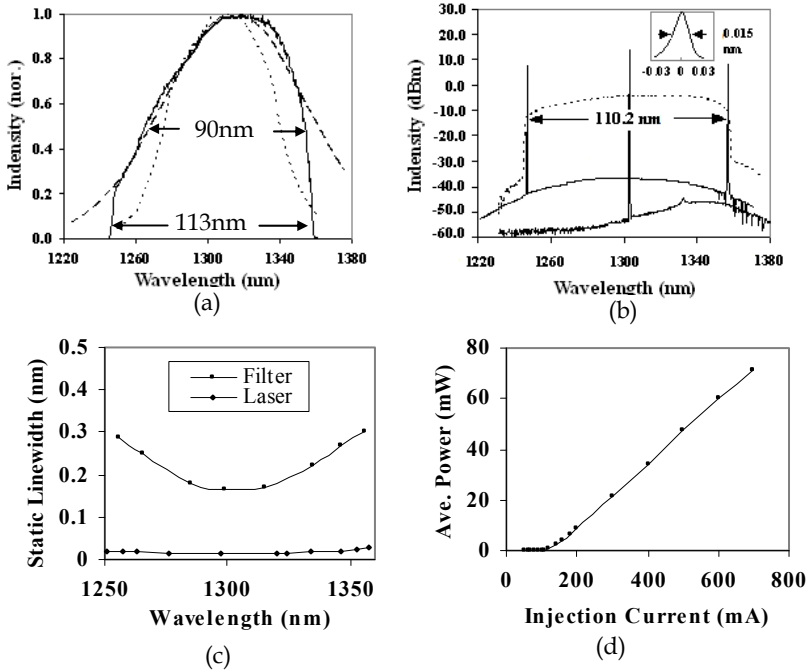 Indensity (nor.)
1.0
0.8
0.6
0.4
0.2
0.0
90nm
113nm
1220 1260 1300 1340 1380
Wavelength (nm)
(a)
Indensity (dBm)
30.0
20.0
10.0
0.0
-10.0
-20.0
-30.0
-40.0
-50.0
-60.0
0.015
nm
-0.03 0 0.03
110.2 nm
1220 1260 1300 1340 1380
Wavelength (nm)
(b)
Static Linewidth (nm)
0.5
0.4
0.3
0.2
0.1
0
Filter
Laser
1250 1300 1350
Wavelength (nm)
(c)
Ave. Power (mW)
80
60
40
20
0
0 200 400 600 800
Injection Current (mA)
(d)